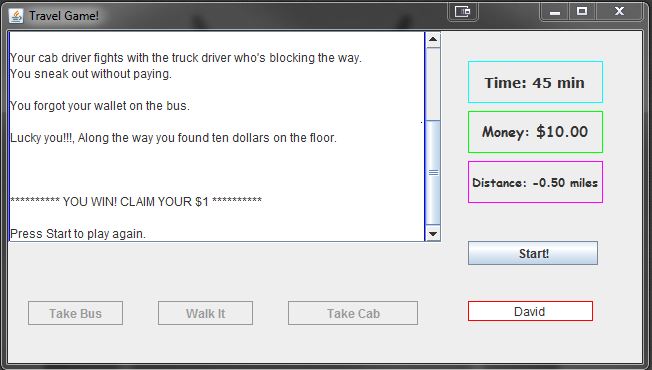 Travel Game!
Your cab driver fights with the truck driver who's blocking the way.
You sneak out without paying.
You forgot your wallet on the bus.
Lucky you!!!, Along the way you found ten dollars on the floor.
********** YOU WIN! CLAIM YOUR $1 **********
Press Start to play again.
Time: 45 min
Money: $10.00
Distance: -0.50 miles
Start!
Take Bus
Walk It
Take Cab
David